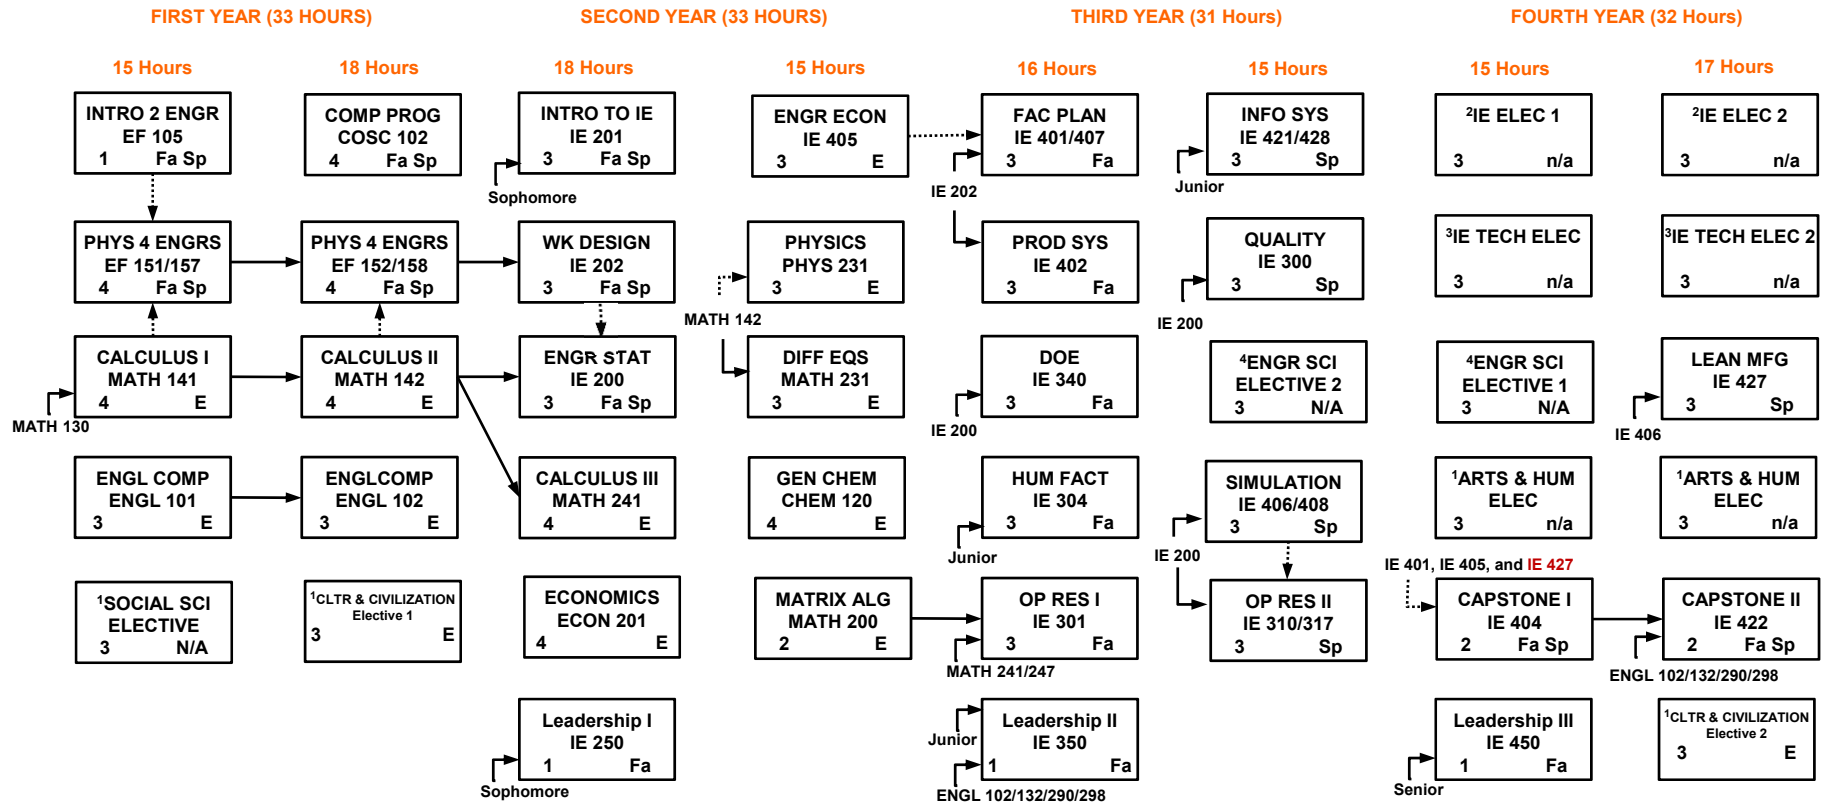 FIRST YEAR (33 HOURS)
SECOND YEAR (33 HOURS)
THIRD YEAR (31 Hours)
FOURTH YEAR (32 Hours)
15 Hours
18 Hours
18 Hours
15 Hours
16 Hours
15 Hours
15 Hours
17 Hours
INTRO 2 ENGR
EF 105
1 Fa Sp
PHYS 4 ENGRS
EF 151/157
4 Fa Sp
CALCULUS I
MATH 141
4 E
MATH 130
ENGL COMP
ENGL 101
3 E
¹SOCIAL SCI
ELECTIVE
3 N/A
COMP PROG
COSC 102
4 Fa Sp
PHYS 4 ENGRS
EF 152/158
4 Fa Sp
CALCULUS II
MATH 142
4 E
ENGLCOMP
ENGL 102
3 E
¹CLTR & CIVILIZATION
Elective 1
3 E
INTRO TO IE
IE 201
3 Fa Sp
Sophomore
WK DESIGN
IE 202
3 Fa Sp
ENGR STAT
IE 200
3 Fa Sp
CALCULUS III
MATH 241
4 E
ECONOMICS
ECON 201
4 E
Leadership I
IE 250
1 Fa
Sophomore
ENGR ECON
IE 405
3 E
PHYSICS
PHYS 231
3 E
MATH 142
DIFF EQS
MATH 231
3 E
GEN CHEM
CHEM 120
4 E
MATRIX ALG
MATH 200
2 E
FAC PLAN
IE 401/407
3 Fa
IE 202
PROD SYS
IE 402
3 Fa
DOE
IE 340
3 Fa
IE 200
HUM FACT
IE 304
3 Fa
Junior
OP RES I
IE 301
3 Fa
MATH 241/247
Leadership II
IE 350
1 Fa
Junior
ENGL 102/132/290/298
INFO SYS
IE 421/428
3 Sp
Junior
QUALITY
IE 300
3 Sp
IE 200
⁴ENGR SCI
ELECTIVE 2
3 N/A
SIMULATION
IE 406/408
3 Sp
IE 200
OP RES II
IE 310/317
3 Sp
²IE ELEC 1
3 n/a
³IE TECH ELEC
3 n/a
⁴ENGR SCI
ELECTIVE 1
3 N/A
¹ARTS & HUM
ELEC
3 n/a
IE 401, IE 405, and IE 427
CAPSTONE I
IE 404
2 Fa Sp
Leadership III
IE 450
1 Fa
Senior
²IE ELEC 2
3 n/a
³IE TECH ELEC 2
3 n/a
LEAN MFG
IE 427
3 Sp
IE 406
¹ARTS & HUM
ELEC
3 n/a
CAPSTONE II
IE 422
2 Fa Sp
ENGL 102/132/290/298
¹CLTR & CIVILIZATION
Elective 2
3 E